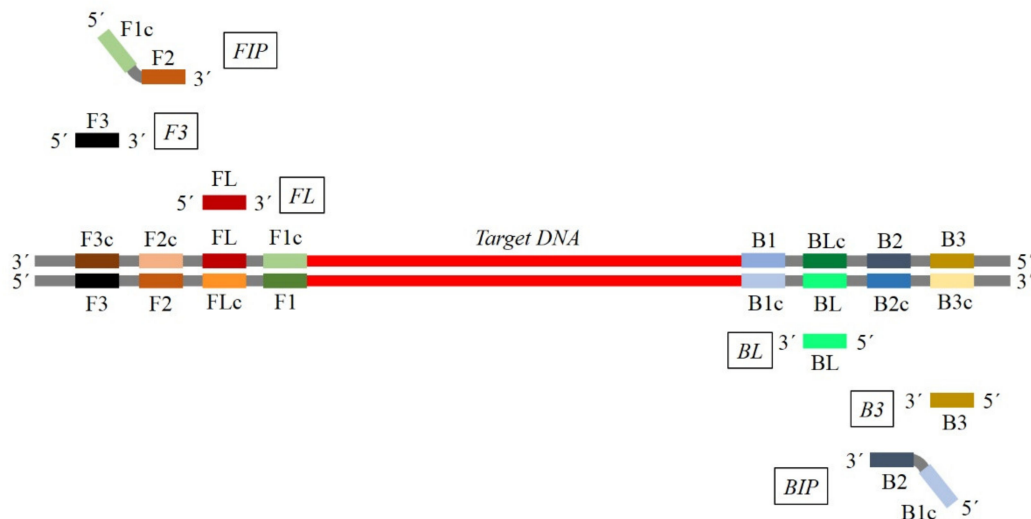 5´ F1c F2 3´ FIP
5´ F3 3´ F3
5´ FL 3´ FL
F3c F2c FL F1c Target DNA B1 BLc B2 B3
3´ 5´
5´ 3´
F3 F2 FLc F1 B1c BL B2c B3c
BL 3´ 5´
BL
B3 3´ 5´
B3
BIP 3´ B2 B1c 5´